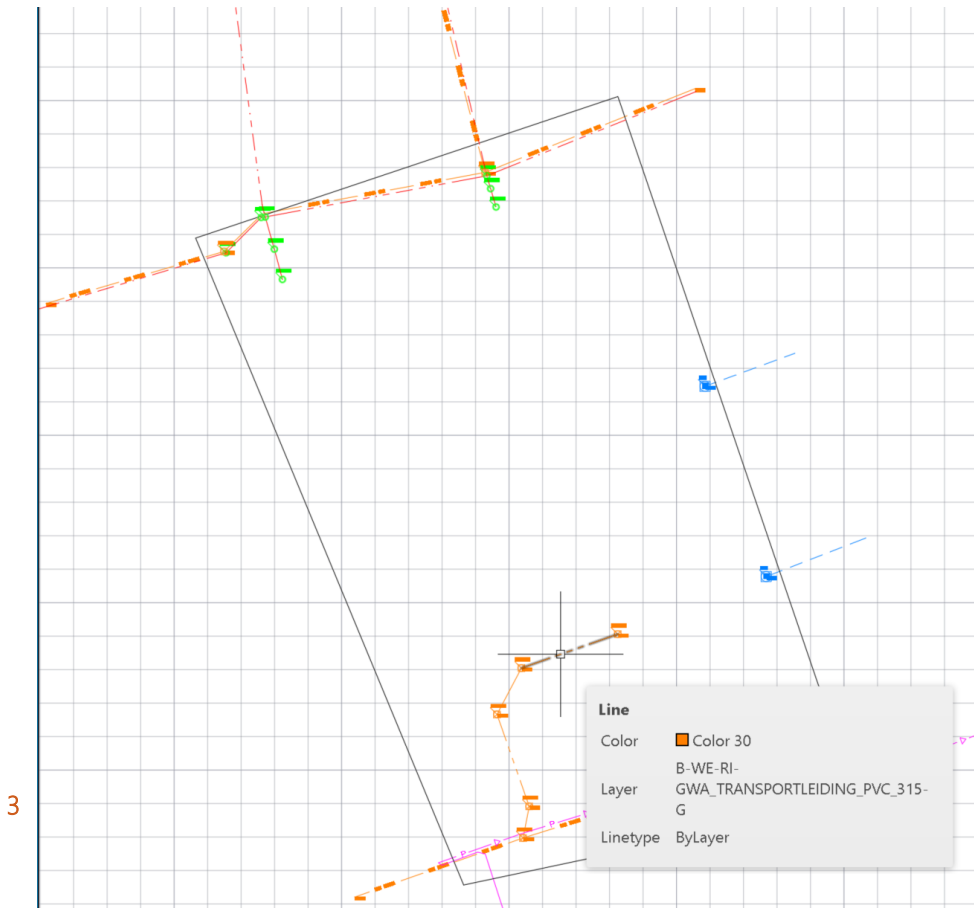 Line
Color Color 30
B-WE-RI-
Layer GWA_TRANSPORTLEIDING_PVC_315-
G
Linetype ByLayer
3